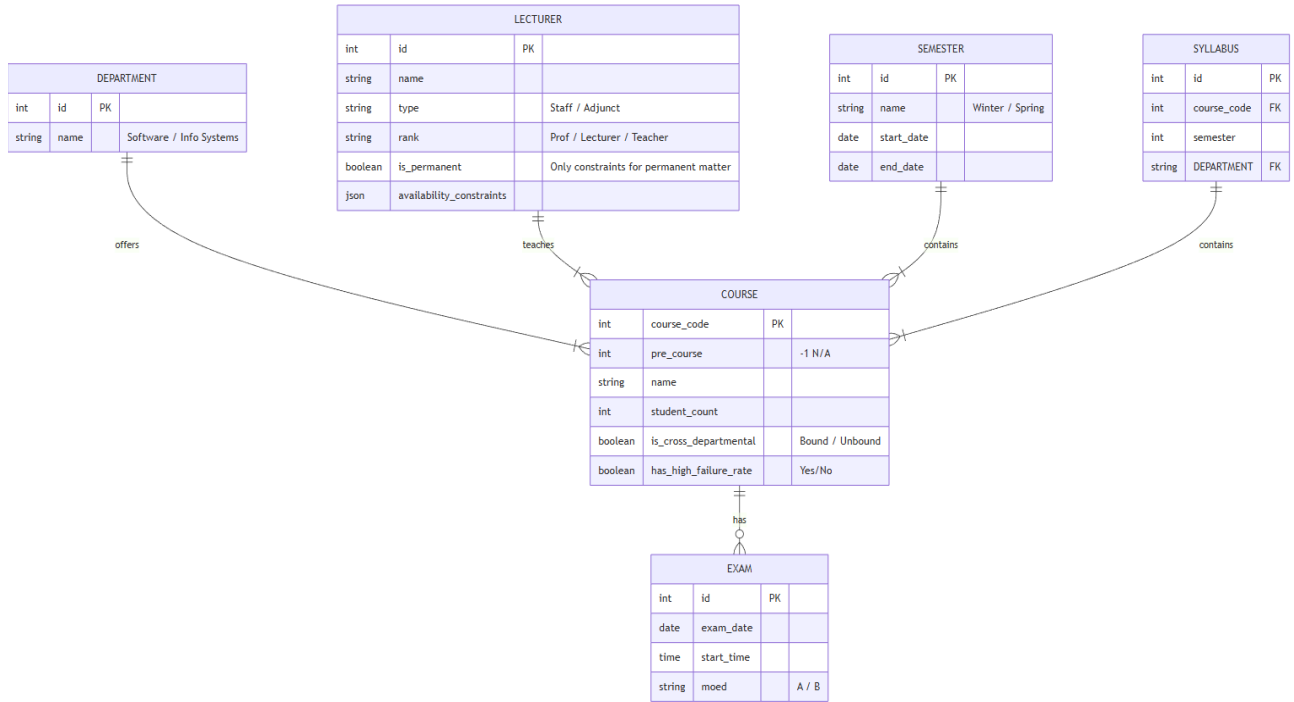 LECTURER
int id PK
string name
string type Staff / Adjunct
string rank Prof / Lecturer / Teacher
boolean is_permanent Only constraints for permanent matter
json availability_constraints
DEPARTMENT
int id PK
string name Software / Info Systems
SEMESTER
int id PK
string name Winter / Spring
date start_date
date end_date
SYLLABUS
int id PK
int course_code FK
int semester
string DEPARTMENT FK
offers
teaches
contains
contains
COURSE
int course_code PK
int pre_course -1 N/A
string name
int student_count
boolean is_cross_departmental Bound / Unbound
boolean has_high_failure_rate Yes/No
has
EXAM
int id PK
date exam_date
time start_time
string moed A / B